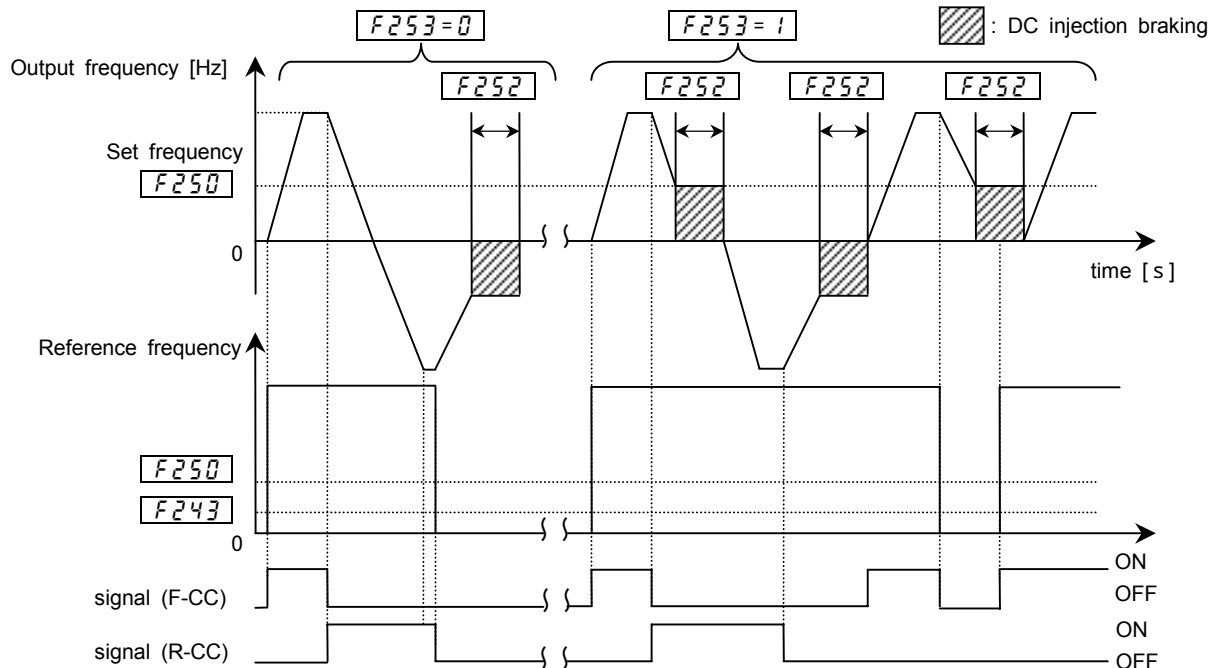 F253=0
F253=1
: DC injection braking
Output frequency [Hz]
F252
F252
F252
F252
Set frequency
F250
0
time [s]
Reference frequency
F250
F243
0
signal (F-CC)
ON
OFF
signal (R-CC)
ON
OFF